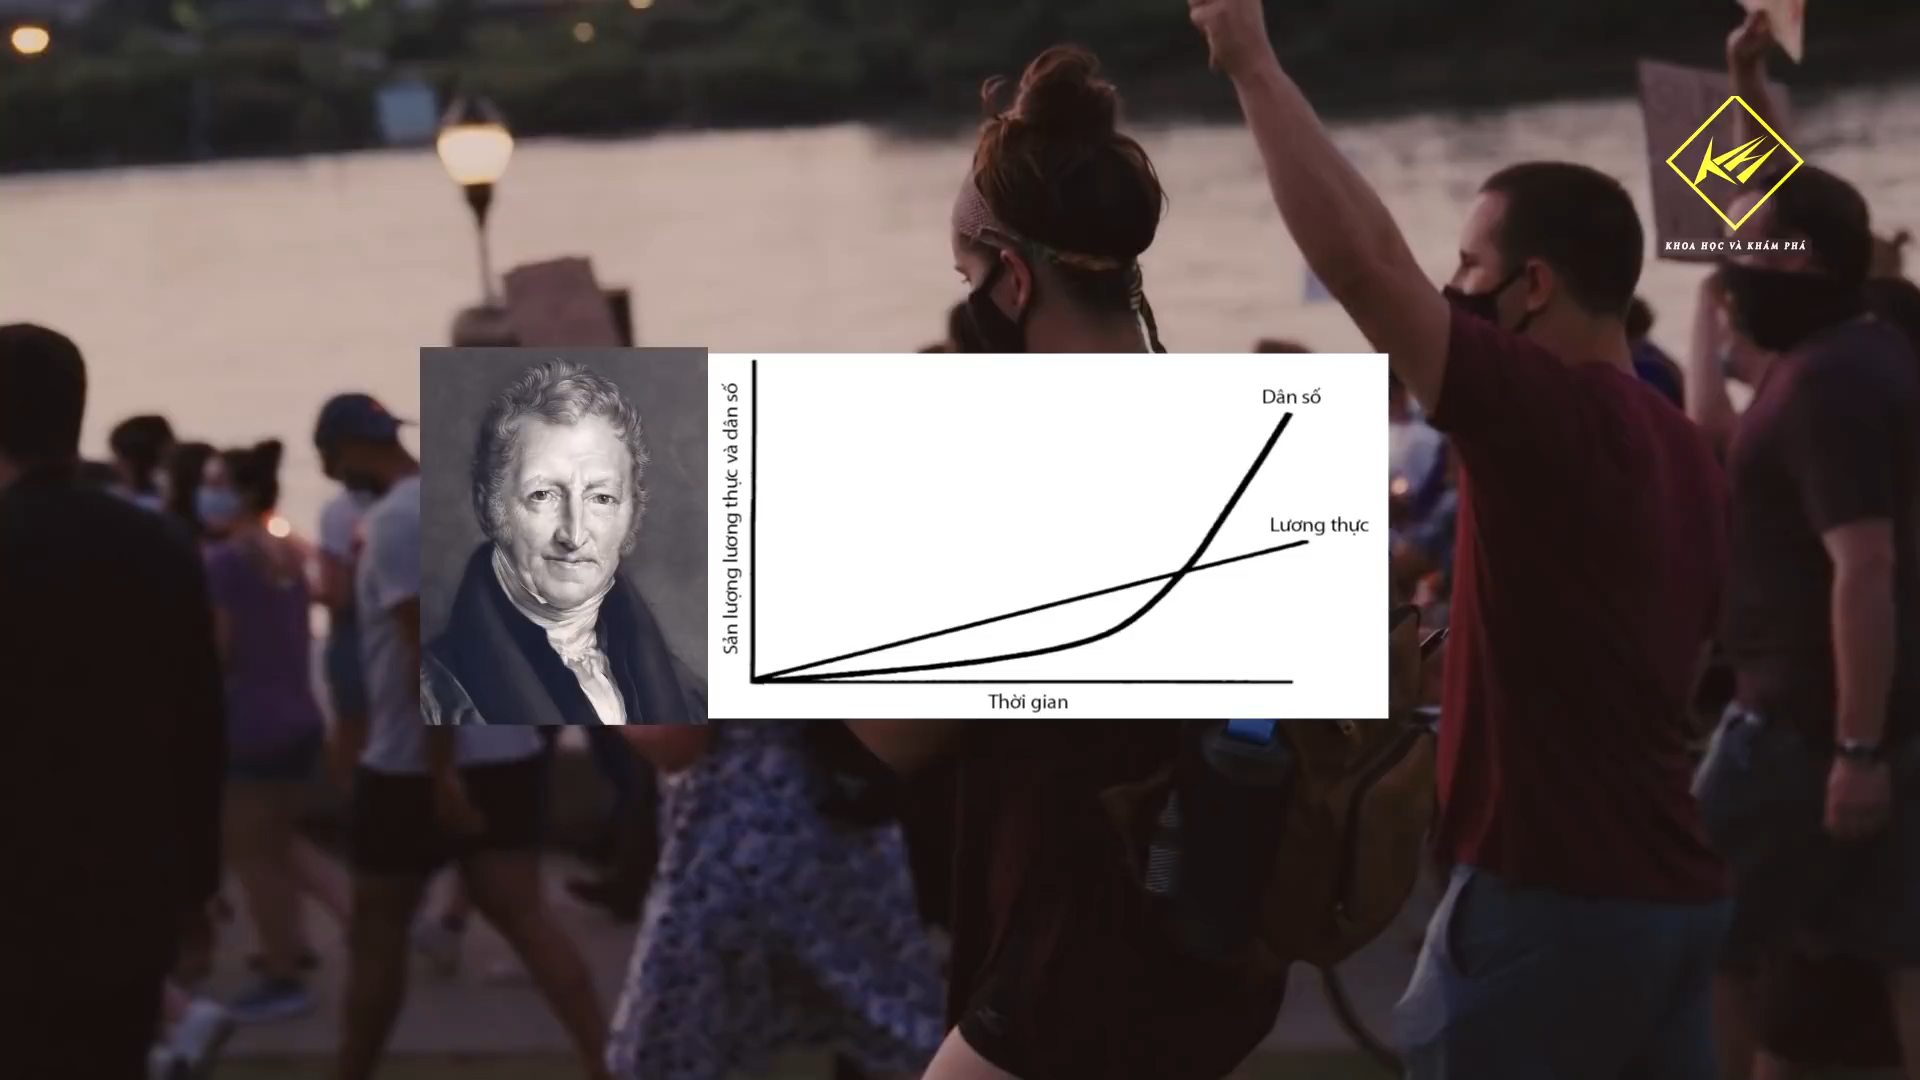 KHOA HỌC VÀ KHÁM PHÁ
Sản lượng lương thực và dân số
Dân số
Lương thực
Thời gian